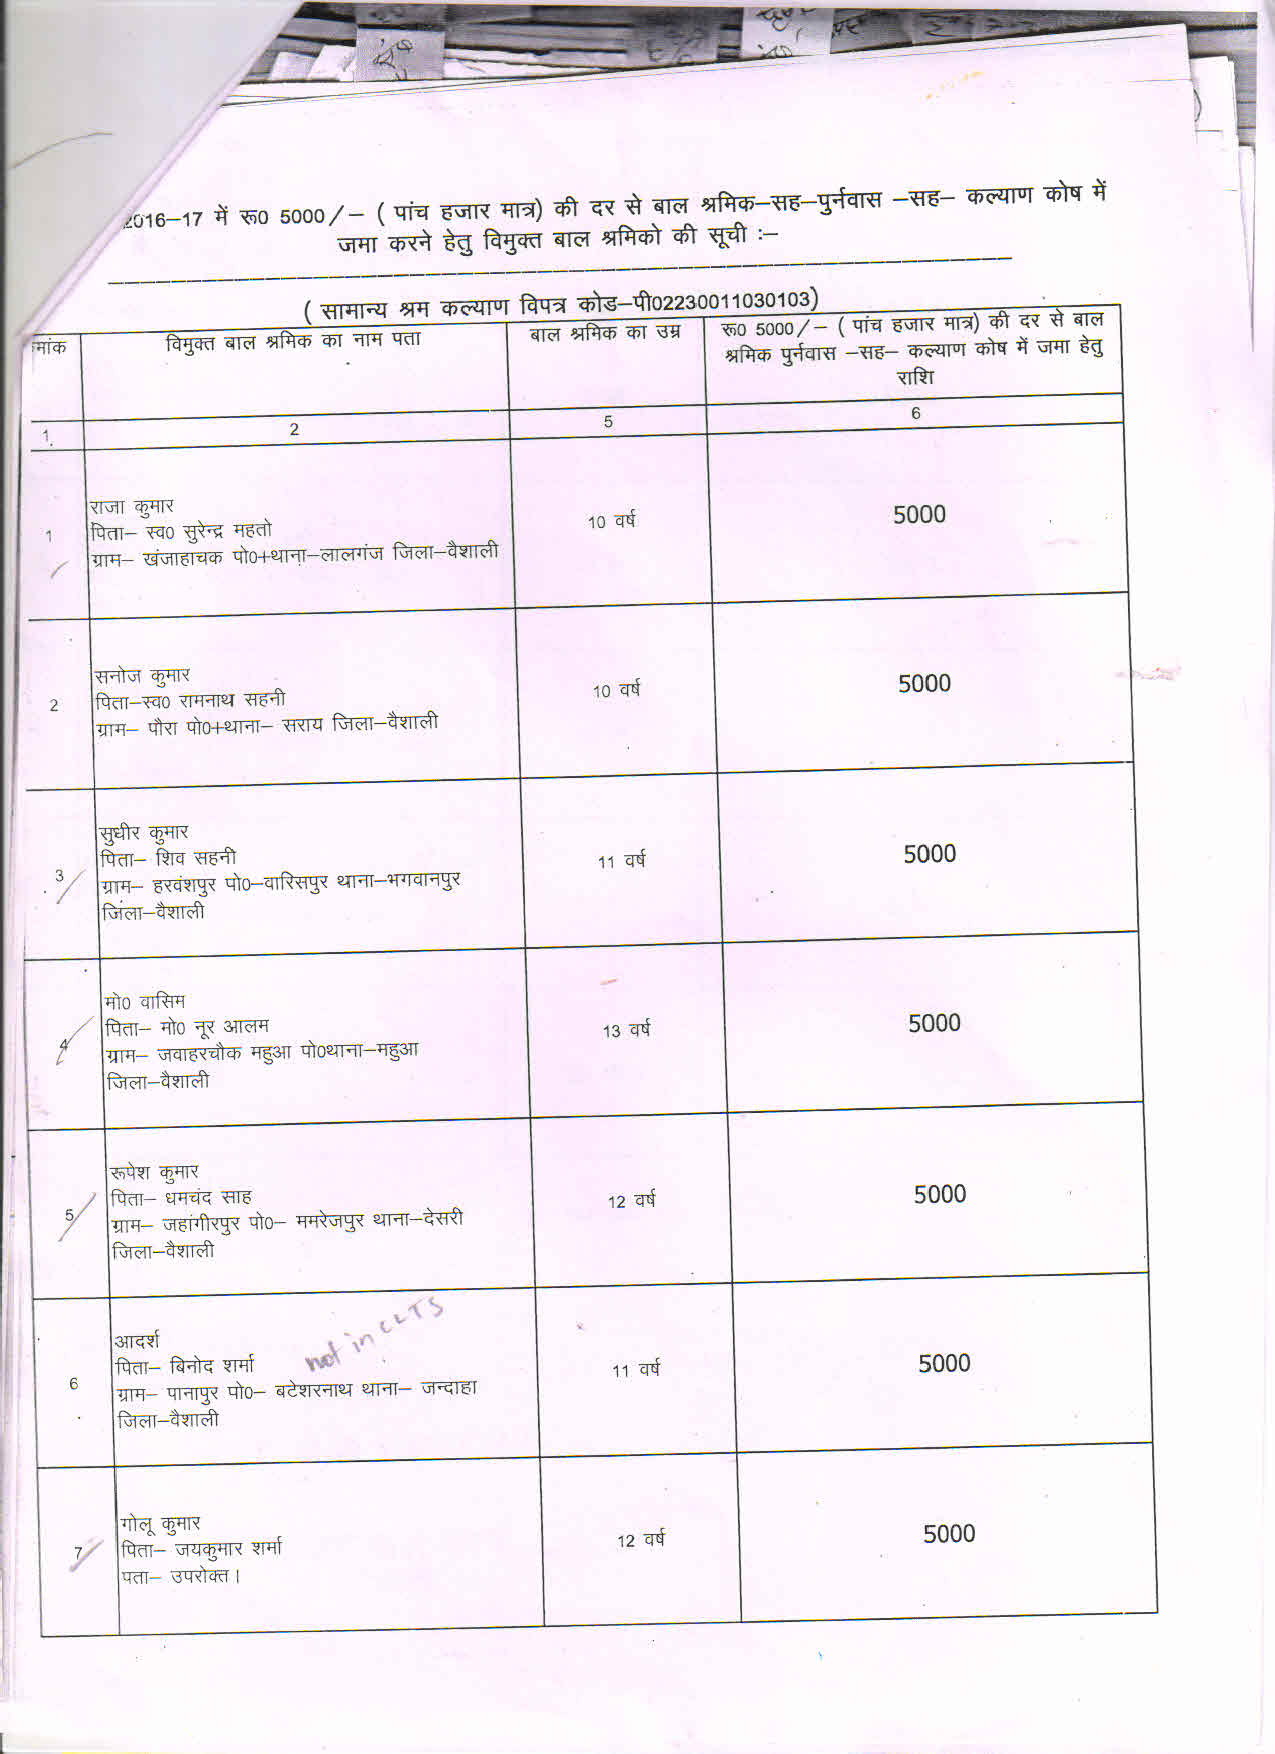 2016–17 में रू0 5000/– ( पांच हजार मात्र) की दर से बाल श्रमिक–सह–पुर्नवास –सह– कल्याण कोष में
जमा करने हेतु विमुक्त बाल श्रमिको की सूची :–
( सामान्य श्रम कल्याण विपत्र कोड–पी02230011030103)
मांक
विमुक्त बाल श्रमिक का नाम पता
बाल श्रमिक का उम्र
रू0 5000/– ( पांच हजार मात्र) की दर से बाल
श्रमिक पुर्नवास –सह– कल्याण कोष में जमा हेतु
राशि
1. 2 5 6
1
राजा कुमार
पिता– स्व0 सुरेन्द्र महतो
ग्राम– खंजाहाचक पो0+थाना–लालगंज जिला–वैशाली
10 वर्ष
5000
2
सनोज कुमार
पिता–स्व0 रामनाथ सहनी
ग्राम– पौरा पो0+थाना– सराय जिला–वैशाली
10 वर्ष
5000
3
सुधीर कुमार
पिता– शिव सहनी
ग्राम– हरवंशपुर पो0–वारिसपुर थाना–भगवानपुर
जिला–वैशाली
11 वर्ष
5000
4
मो0 वासिम
पिता– मो0 नूर आलम
ग्राम– जवाहरचौक महुआ पो0थाना–महुआ
जिला–वैशाली
13 वर्ष
5000
5
रूपेश कुमार
पिता– धमचंद साह
ग्राम– जहांगीरपुर पो0– ममरेजपुर थाना–देसरी
जिला–वैशाली
12 वर्ष
5000
6
आदर्श
पिता– बिनोद शर्मा
ग्राम– पानापुर पो0– बटेशरनाथ थाना– जन्दाहा
जिला–वैशाली
not in CLTS
11 वर्ष
5000
7
गोलू कुमार
पिता– जयकुमार शर्मा
पता– उपरोक्त।
12 वर्ष
5000